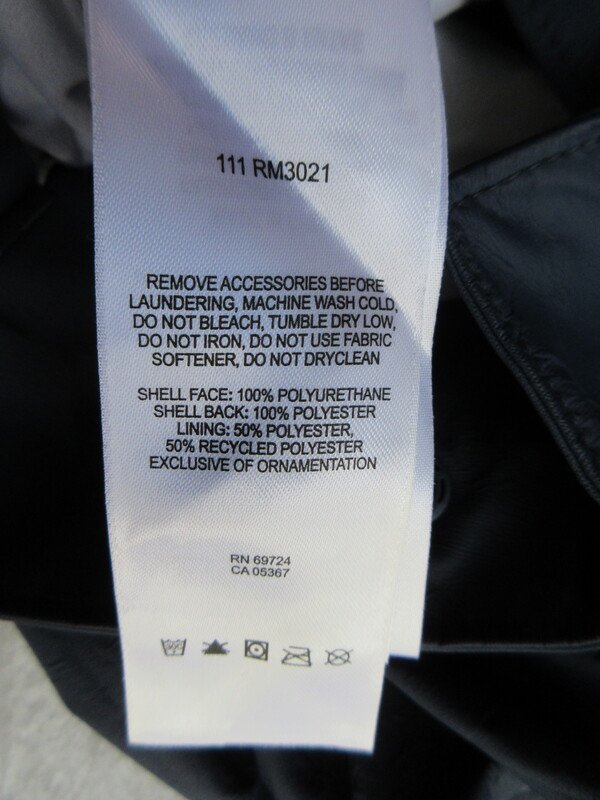 111 RM3021
REMOVE ACCESSORIES BEFORE
LAUNDERING, MACHINE WASH COLD,
DO NOT BLEACH, TUMBLE DRY LOW,
DO NOT IRON, DO NOT USE FABRIC
SOFTENER, DO NOT DRYCLEAN
SHELL FACE: 100% POLYURETHANE
SHELL BACK: 100% POLYESTER
LINING: 50% POLYESTER,
50% RECYCLED POLYESTER
EXCLUSIVE OF ORNAMENTATION
RN 69724
CA 05367